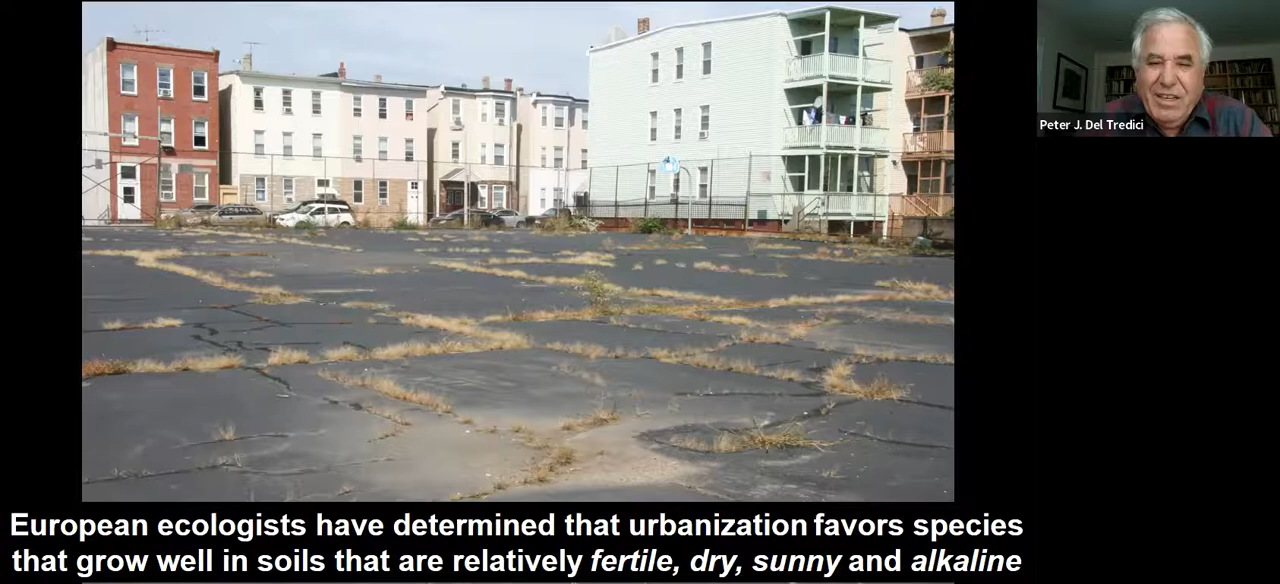 Peter J. Del Tredici
European ecologists have determined that urbanization favors species
that grow well in soils that are relatively fertile, dry, sunny and alkaline